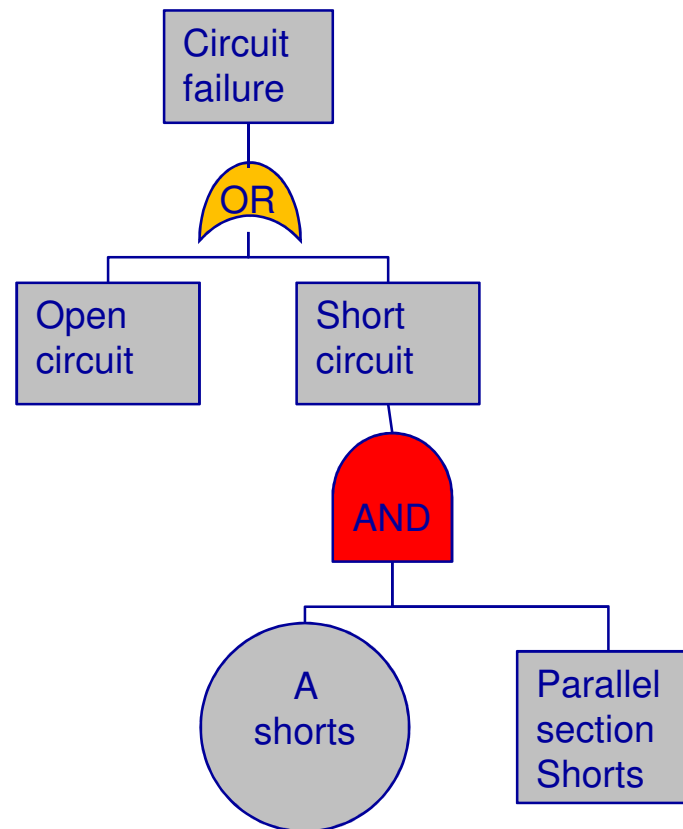 Circuit
failure
OR
Open
circuit
Short
circuit
AND
A
shorts
Parallel
section
Shorts